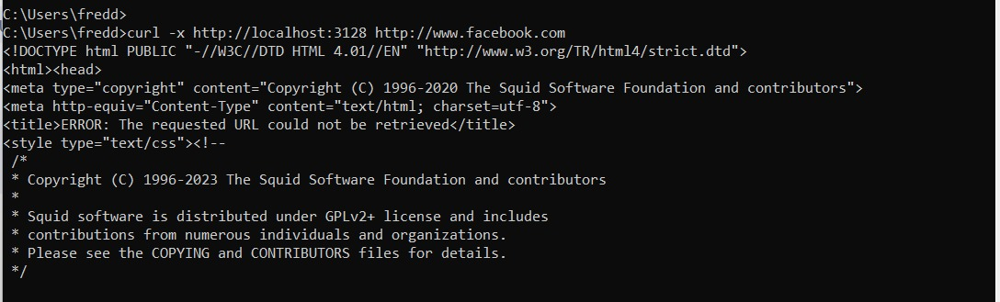 C:\Users\fredd>
C:\Users\fredd>curl -x http://localhost:3128 http://www.facebook.com
<!DOCTYPE html PUBLIC "-//W3C//DTD HTML 4.01//EN" "http://www.w3.org/TR/html4/strict.dtd">
<html><head>
<meta type="copyright" content="Copyright (C) 1996-2020 The Squid Software Foundation and contributors">
<meta http-equiv="Content-Type" content="text/html; charset=utf-8">
<title>ERROR: The requested URL could not be retrieved</title>
<style type="text/css"><!--
 /*
 * Copyright (C) 1996-2023 The Squid Software Foundation and contributors
 *
 * Squid software is distributed under GPLv2+ license and includes
 * contributions from numerous individuals and organizations.
 * Please see the COPYING and CONTRIBUTORS files for details.
 */